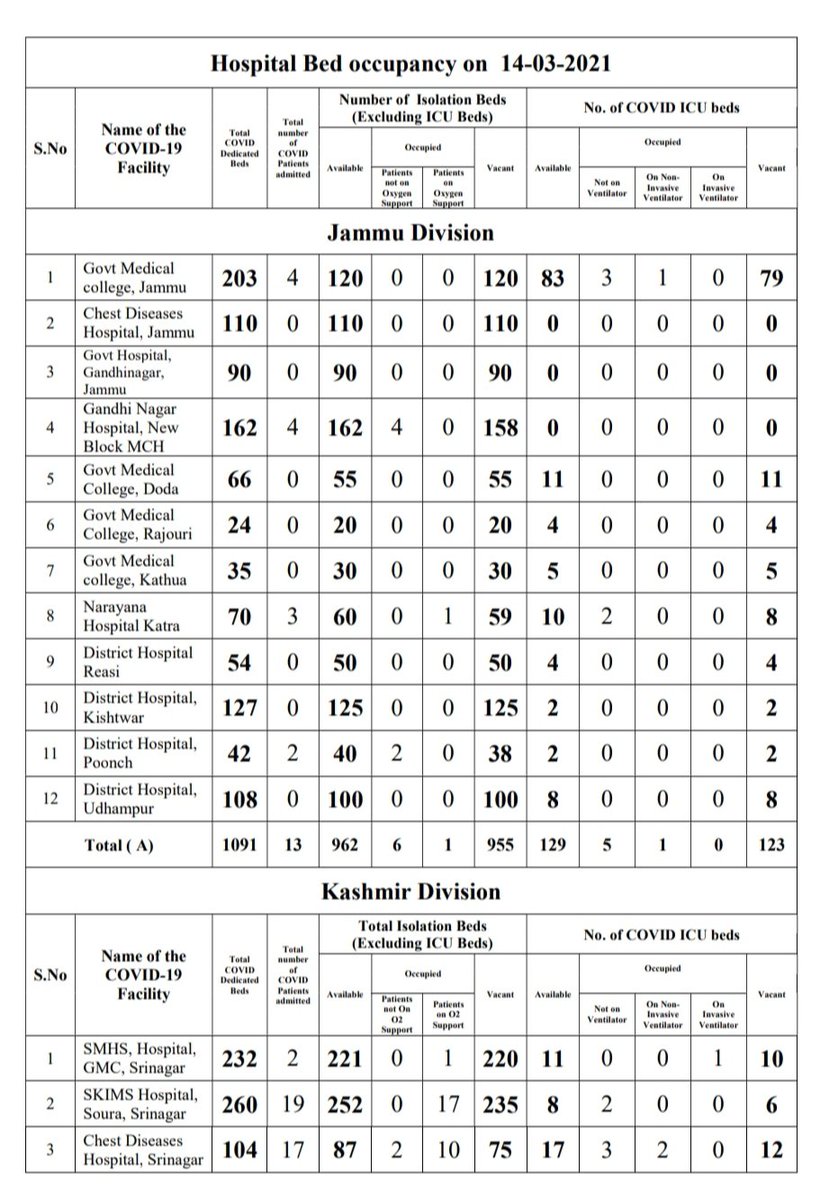 Hospital Bed occupancy on 14-03-2021
S.No
Name of the
COVID-19
Facility
Total
COVID
Dedicated
Beds
Total
number
of
COVID
Patients
admitted
Number of Isolation Beds
(Excluding ICU Beds)
No. of COVID ICU beds
Available
Occupied
Vacant
Available
Occupied
Vacant
Patients
not on
Oxygen
Support
Patients
on
Oxygen
Support
Not on
Ventilator
On Non-
Invasive
Ventilator
On
Invasive
Ventilator
Jammu Division
1 Govt Medical
college, Jammu 203 4 120 0 0 120 83 3 1 0 79
2 Chest Diseases
Hospital, Jammu 110 0 110 0 0 110 0 0 0 0 0
3 Govt Hospital,
Gandhinagar,
Jammu 90 0 90 0 0 90 0 0 0 0 0
4 Gandhi Nagar
Hospital, New
Block MCH 162 4 162 4 0 158 0 0 0 0 0
5 Govt Medical
College, Doda 66 0 55 0 0 55 11 0 0 0 11
6 Govt Medical
College, Rajouri 24 0 20 0 0 20 4 0 0 0 4
7 Govt Medical
college, Kathua 35 0 30 0 0 30 5 0 0 0 5
8 Narayana
Hospital Katra 70 3 60 0 1 59 10 2 0 0 8
9 District Hospital
Reasi 54 0 50 0 0 50 4 0 0 0 4
10 District Hospital,
Kishtwar 127 0 125 0 0 125 2 0 0 0 2
11 District Hospital,
Poonch 42 2 40 2 0 38 2 0 0 0 2
12 District Hospital,
Udhampur 108 0 100 0 0 100 8 0 0 0 8
Total ( A) 1091 13 962 6 1 955 129 5 1 0 123
Kashmir Division
S.No
Name of the
COVID-19
Facility
Total
COVID
Dedicated
Beds
Total
number
of
COVID
Patients
admitted
Total Isolation Beds
(Excluding ICU Beds)
No. of COVID ICU beds
Available
Occupied
Vacant
Available
Occupied
Vacant
Patients
not On
O2
Support
Patients
on O2
Support
Not on
Ventilator
On Non-
Invasive
Ventilator
On
Invasive
Ventilator
1 SMHS, Hospital,
GMC, Srinagar 232 2 221 0 1 220 11 0 0 1 10
2 SKIMS Hospital,
Soura, Srinagar 260 19 252 0 17 235 8 2 0 0 6
3 Chest Diseases
Hospital, Srinagar 104 17 87 2 10 75 17 3 2 0 12